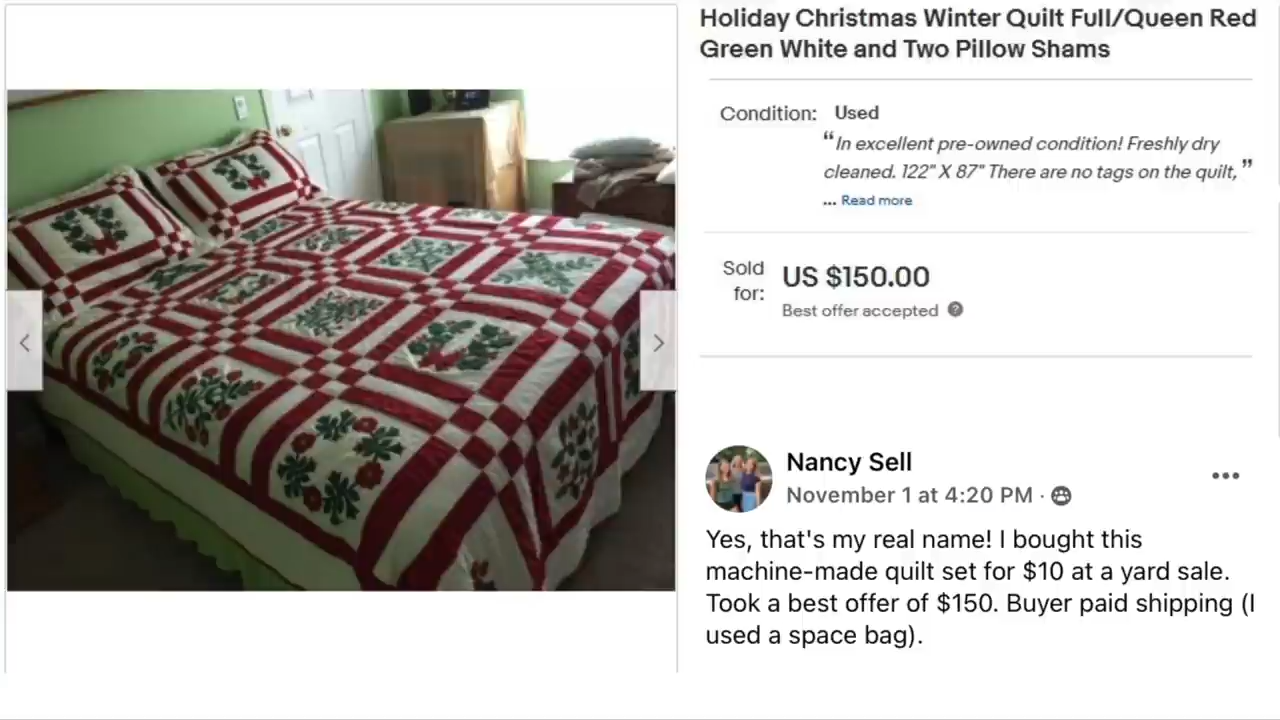 Holiday Christmas Winter Quilt Full/Queen Red
Green White and Two Pillow Shams
Condition: Used
“In excellent pre-owned condition! Freshly dry
cleaned. 122" X 87" There are no tags on the quilt, ”
... Read more
Sold
for: US $150.00
Best offer accepted ?
Nancy Sell
November 1 at 4:20 PM ·
Yes, that's my real name! I bought this
machine-made quilt set for $10 at a yard sale.
Took a best offer of $150. Buyer paid shipping (I
used a space bag).